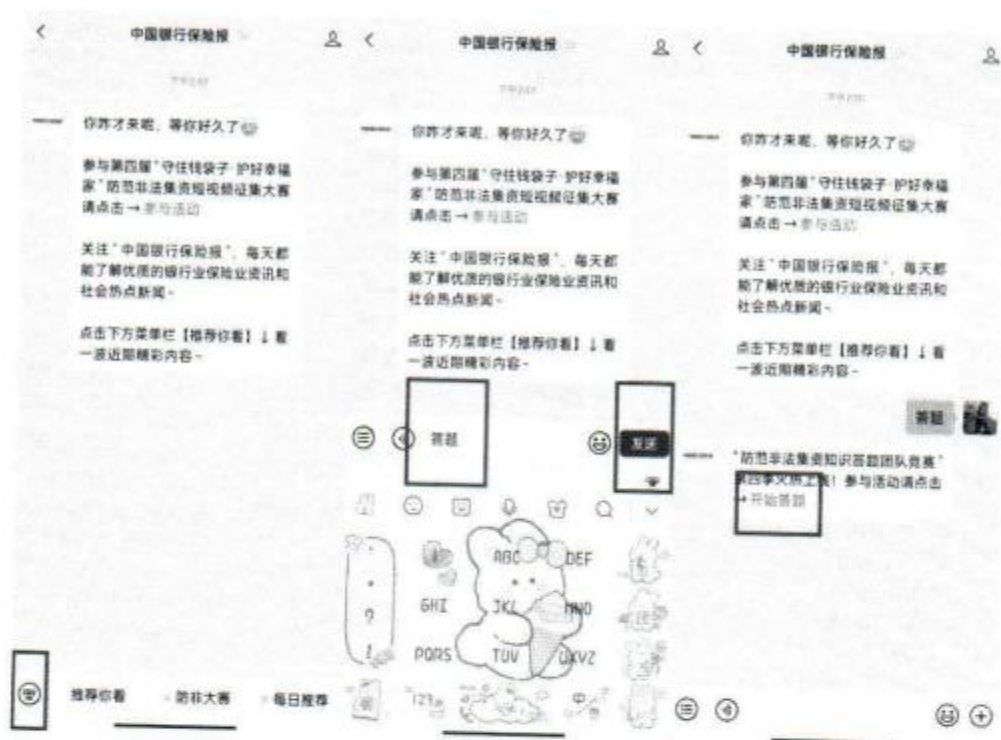 中国银行保险报
你咋才来呢，等你好久了
参与第四届“守住钱袋子·护好幸福
家”防范非法集资短视频征集大赛
请点击→参与活动
关注“中国银行保险报”，每天都
能了解优质的银行业保险业资讯和
社会热点新闻~
点击下方菜单栏【推荐你看】↓看
一波近期精彩内容~
推荐你看
防非大赛
每日推荐
中国银行保险报
你咋才来呢，等你好久了
参与第四届“守住钱袋子·护好幸福
家”防范非法集资短视频征集大赛
请点击→参与活动
关注“中国银行保险报”，每天都
能了解优质的银行业保险业资讯和
社会热点新闻~
点击下方菜单栏【推荐你看】↓看
一波近期精彩内容~
答题
发送
ABC
DEF
GHI
JKL
MNO
PQRS
TUV
WXYZ
123
中国银行保险报
你咋才来呢，等你好久了
参与第四届“守住钱袋子·护好幸福
家”防范非法集资短视频征集大赛
请点击→参与活动
关注“中国银行保险报”，每天都
能了解优质的银行业保险业资讯和
社会热点新闻~
点击下方菜单栏【推荐你看】↓看
一波近期精彩内容~
答题
“防范非法集资知识答题团队竞赛”
第四季火热上线！参与活动请点击
→开始答题